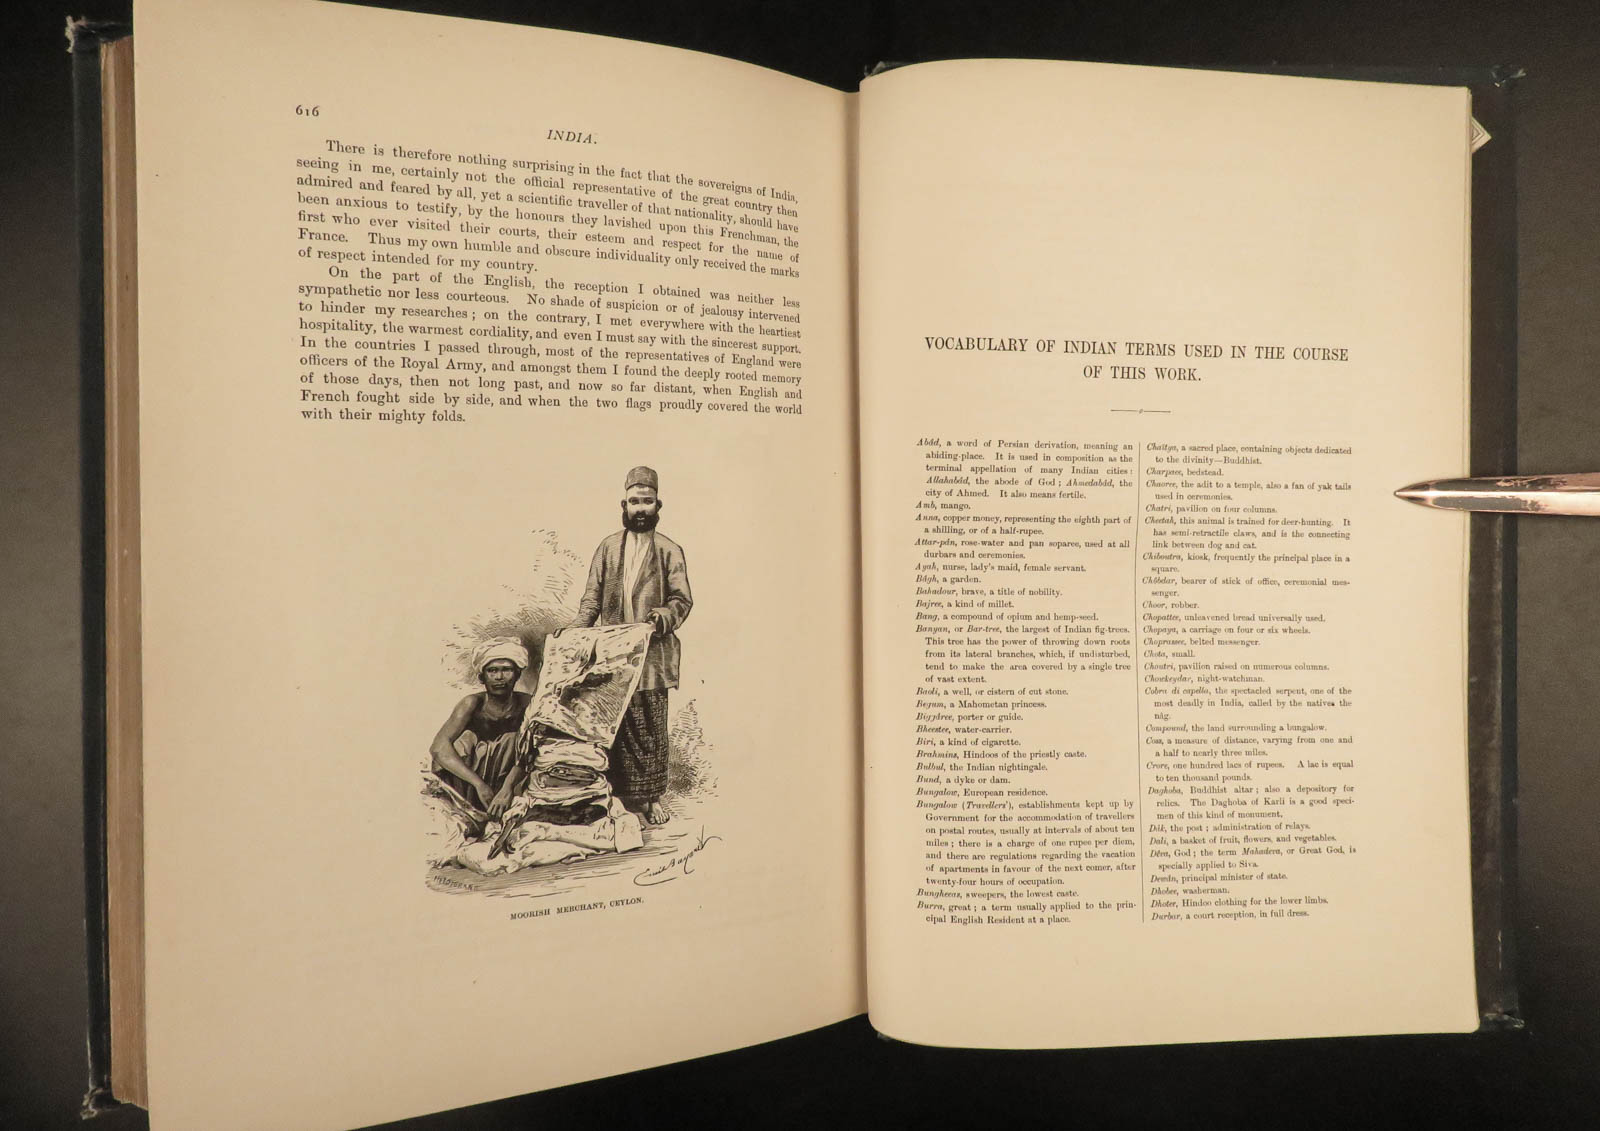 616
INDIA.
There is therefore nothing surprising in the fact that the sovereigns of India,
seeing in me, certainly not the official representative of the great country then
admired and feared by all, yet a scientific traveller of that nationality, should have
been anxious to testify, by the honours they lavished upon this Frenchman, the
first who ever visited their courts, their esteem and respect for the name of
France. Thus my own humble and obscure individuality only received the marks
of respect intended for my country.
On the part of the English, the reception I obtained was neither less
sympathetic nor less courteous. No shade of suspicion or of jealousy intervened
to hinder my researches; on the contrary, I met everywhere with the heartiest
hospitality, the warmest cordiality, and even I must say with the sincerest support.
In the countries I passed through, most of the representatives of England were
officers of the Royal Army, and amongst them I found the deeply rooted memory
of those days, then not long past, and now so far distant, when English and
French fought side by side, and when the two flags proudly covered the world
with their mighty folds.
Emile Bayard
MOORISH MERCHANT, CEYLON.
VOCABULARY OF INDIAN TERMS USED IN THE COURSE
OF THIS WORK.
Abâd, a word of Persian derivation, meaning an
abiding-place. It is used in composition as the
terminal appellation of many Indian cities:
Allahabâd, the abode of God; Ahmedabâd, the
city of Ahmed. It also means fertile.
Amb, mango.
Anna, copper money, representing the eighth part of
a shilling, or of a half-rupee.
Attar-pân, rose-water and pan soparee, used at all
durbars and ceremonies.
Ayah, nurse, lady's maid, female servant.
Bâgh, a garden.
Bahadour, brave, a title of nobility.
Bajree, a kind of millet.
Bang, a compound of opium and hemp-seed.
Banyan, or Bar-tree, the largest of Indian fig-trees.
This tree has the power of throwing down roots
from its lateral branches, which, if undisturbed,
tend to make the area covered by a single tree
of vast extent.
Baoli, a well, or cistern of cut stone.
Begum, a Mahometan princess.
Biggâree, porter or guide.
Bheestee, water-carrier.
Biri, a kind of cigarette.
Brahmins, Hindoos of the priestly caste.
Bulbul, the Indian nightingale.
Bund, a dyke or dam.
Bungalow, European residence.
Bungalow (Travellers'), establishments kept up by
Government for the accommodation of travellers
on postal routes, usually at intervals of about ten
miles; there is a charge of one rupee per diem,
and there are regulations regarding the vacation
of apartments in favour of the next comer, after
twenty-four hours of occupation.
Bungheeas, sweepers, the lowest caste.
Burra, great; a term usually applied to the prin-
cipal English Resident at a place.
Chaïtya, a sacred place, containing objects dedicated
to the divinity—Buddhist.
Charpaee, bedstead.
Chaoree, the adit to a temple, also a fan of yak tails
used in ceremonies.
Chatri, pavilion on four columns.
Cheetah, this animal is trained for deer-hunting. It
has semi-retractile claws, and is the connecting
link between dog and cat.
Chiboutra, kiosk, frequently the principal place in a
square.
Chôbdar, bearer of stick of office, ceremonial mes-
senger.
Choor, robber.
Chopattee, unleavened bread universally used.
Chopaya, a carriage on four or six wheels.
Choprassee, belted messenger.
Chota, small.
Choutri, pavilion raised on numerous columns.
Chowkeydar, night-watchman.
Cobra di capella, the spectacled serpent, one of the
most deadly in India, called by the natives the
nâg.
Compound, the land surrounding a bungalow.
Coss, a measure of distance, varying from one and
a half to nearly three miles.
Crore, one hundred lacs of rupees. A lac is equal
to ten thousand pounds.
Daghoba, Buddhist altar; also a depository for
relics. The Daghoba of Karli is a good speci-
men of this kind of monument.
Dâk, the post; administration of relays.
Dali, a basket of fruit, flowers, and vegetables.
Dêva, God; the term Mahadeva, or Great God, is
specially applied to Siva.
Dewân, principal minister of state.
Dhobee, washerman.
Dhoter, Hindoo clothing for the lower limbs.
Durbar, a court reception, in full dress.